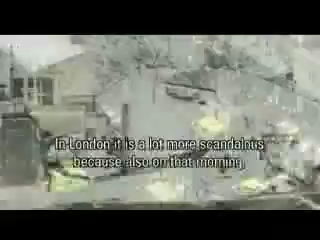 In London it is a lot more scandalous
because also on that morning